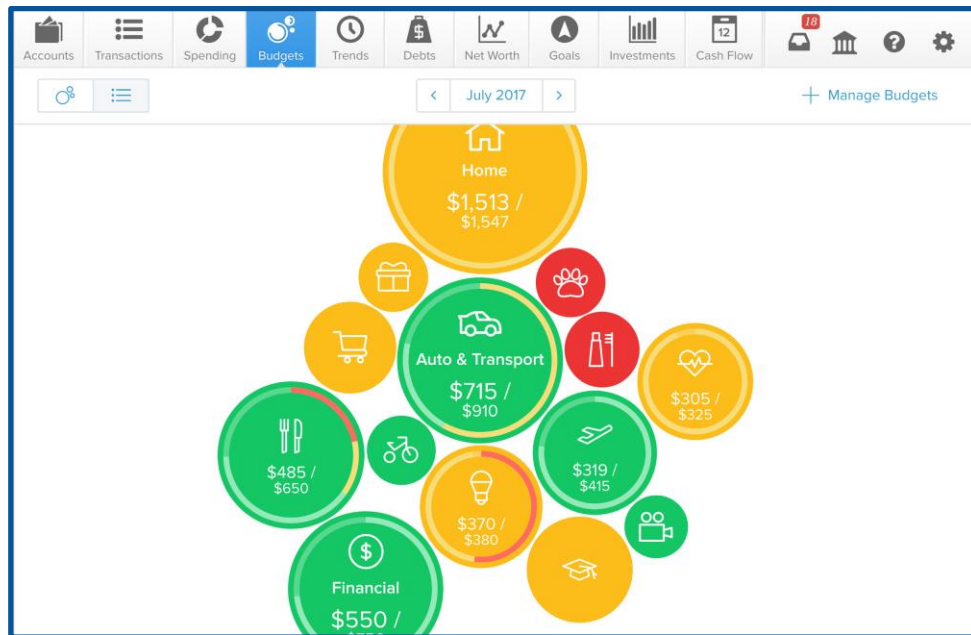 18
12
Accounts
Transactions
Spending
Budgets
Trends
Debts
Net Worth
Goals
Investments
Cash Flow
< July 2017 >
+ Manage Budgets
Home
$1,513 /
$1,547
Auto & Transport
$715 /
$910
$305 /
$325
$485 /
$650
$319 /
$415
$370 /
$380
$
Financial
$550 /